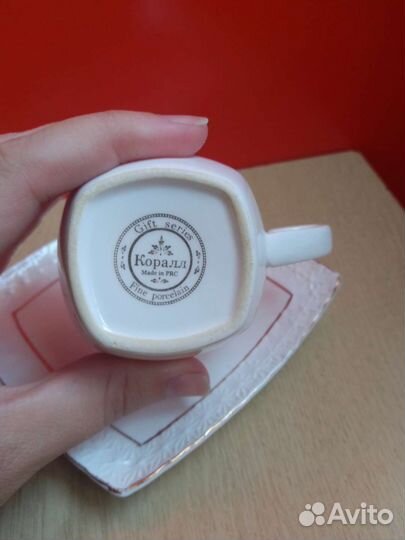 Gift series
Коралл
Made in PRC
Fine porcelain
Avito